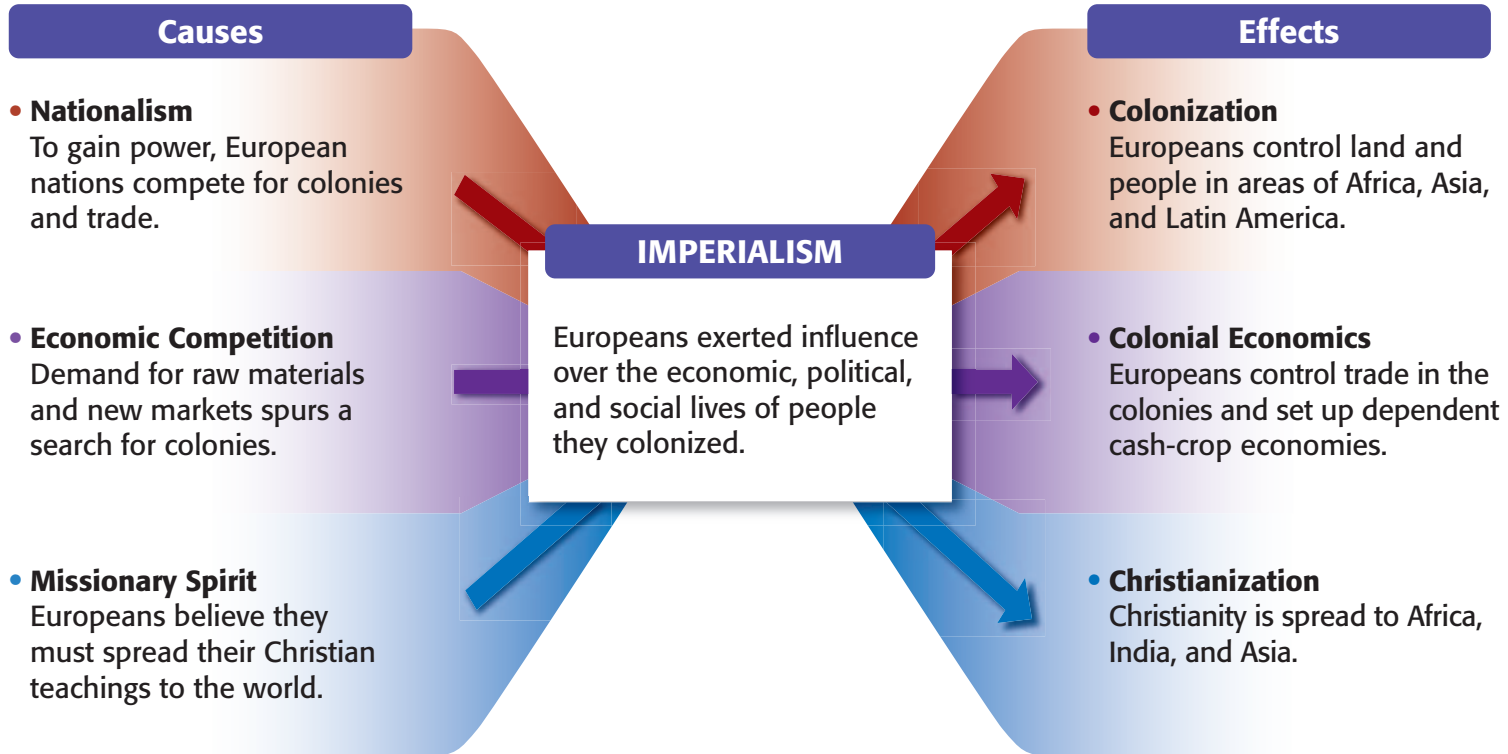 Causes
• Nationalism
To gain power, European
nations compete for colonies
and trade.
• Economic Competition
Demand for raw materials
and new markets spurs a
search for colonies.
• Missionary Spirit
Europeans believe they
must spread their Christian
teachings to the world.
IMPERIALISM
Europeans exerted influence
over the economic, political,
and social lives of people
they colonized.
Effects
• Colonization
Europeans control land and
people in areas of Africa, Asia,
and Latin America.
• Colonial Economics
Europeans control trade in the
colonies and set up dependent
cash-crop economies.
• Christianization
Christianity is spread to Africa,
India, and Asia.